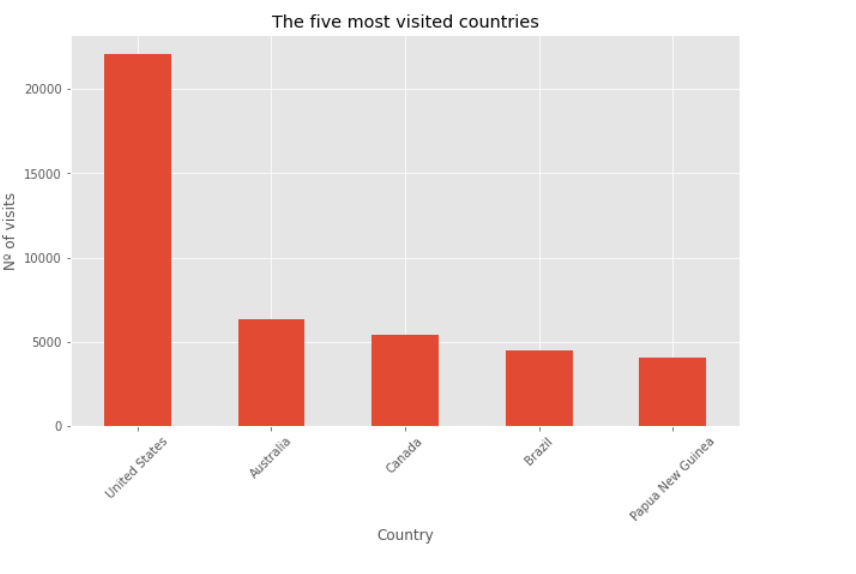 The five most visited countries
Nº of visits
20000
15000
10000
5000
0
United States
Australia
Canada
Brazil
Papua New Guinea
Country